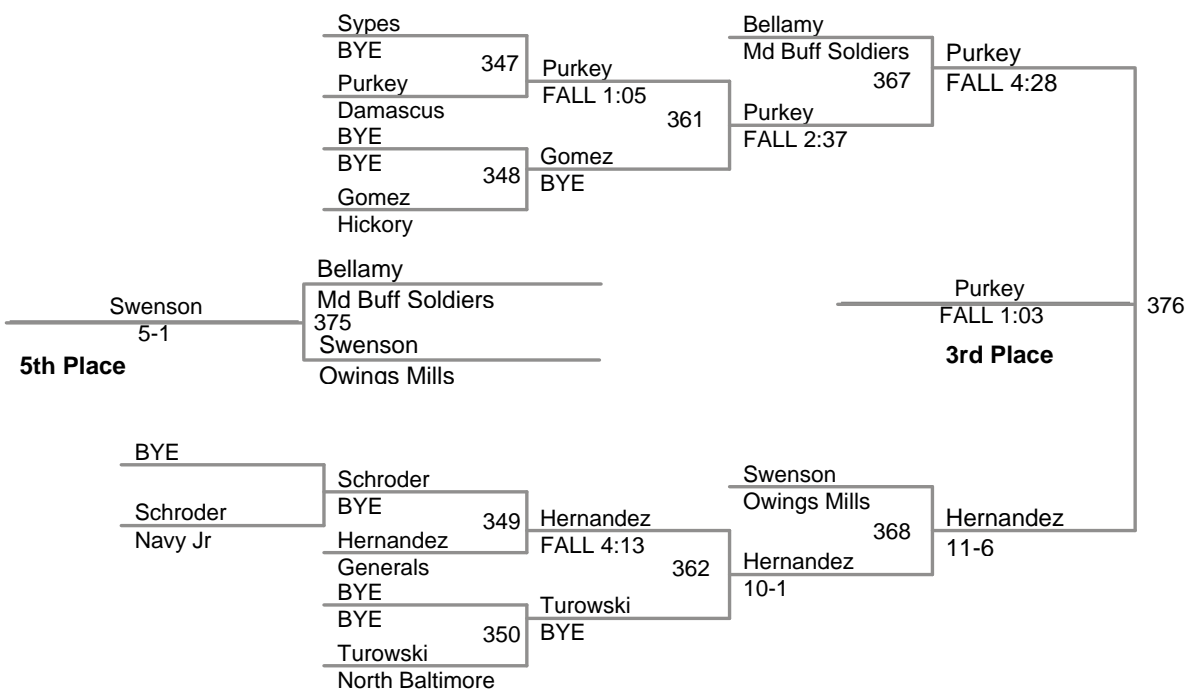 Sypes
BYE
347
Purkey
Damascus
Purkey
FALL 1:05
BYE
BYE
348
Gomez
Hickory
Gomez
BYE
361
Purkey
FALL 2:37
Bellamy
Md Buff Soldiers
367
Purkey
FALL 4:28
Swenson
5-1
5th Place
Bellamy
Md Buff Soldiers
375
Swenson
Owings Mills
Purkey
FALL 1:03
3rd Place
376
BYE
Schroder
Navy Jr
Schroder
BYE
349
Hernandez
Generals
Hernandez
FALL 4:13
BYE
BYE
350
Turowski
North Baltimore
Turowski
BYE
362
Hernandez
10-1
Swenson
Owings Mills
368
Hernandez
11-6